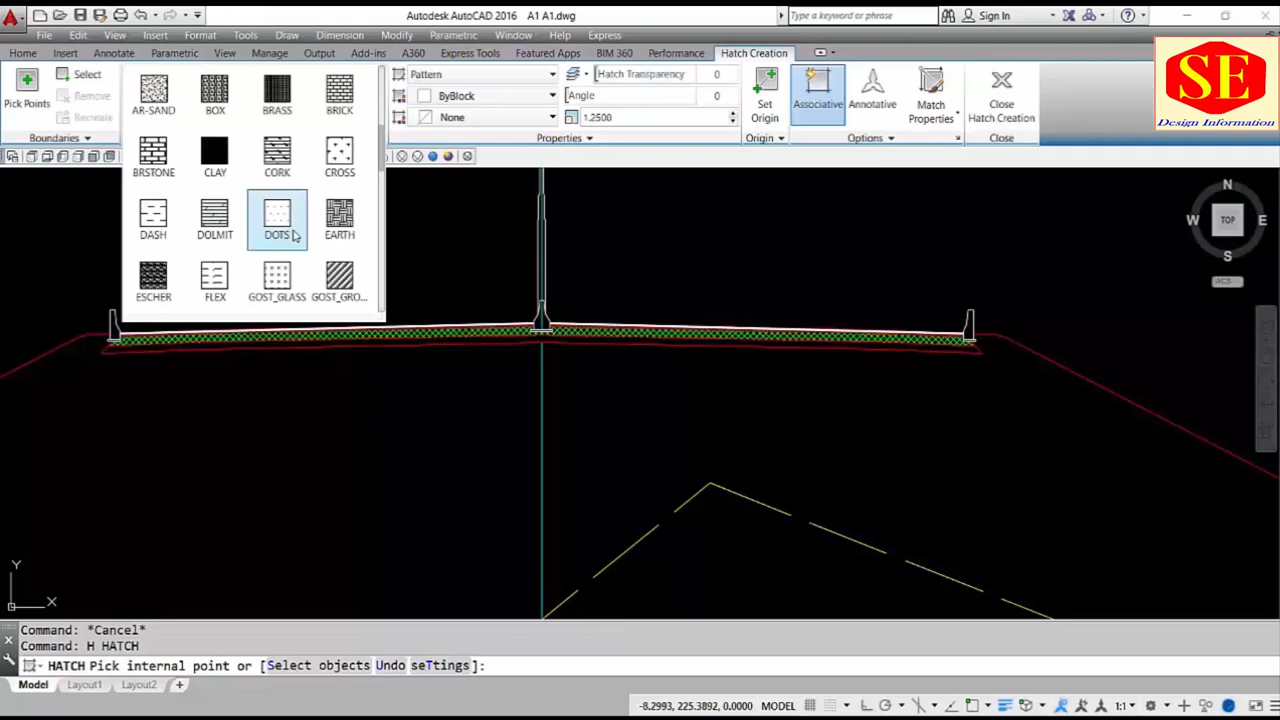 Autodesk AutoCAD 2016 A1 A1.dwg
Type a keyword or phrase
Sign In
File Edit View Insert Format Tools Draw Dimension Modify Parametric Window Help Express
Home Insert Annotate Parametric View Manage Output Add-ins A360 Express Tools Featured Apps BIM 360 Performance Hatch Creation
SE
Design Information
Pick Points
Select
Remove
Recreate
Boundaries
AR-SAND BOX BRASS BRICK
BRSTONE CLAY CORK CROSS
DASH DOLMIT DOTS EARTH
ESCHER FLEX GOST_GLASS GOST_GRO...
Pattern
ByBlock
None
Hatch Transparency 0
Angle 0
1.2500
Properties
Set
Origin
Origin
Associative
Annotative
Match
Properties
Options
Close
Hatch Creation
Close
N
W TOP E
S
WCS
Y
X
Command: *Cancel*
Command: H HATCH
HATCH Pick internal point or [Select objects Undo seTtings]:
Model Layout1 Layout2 +
-8.2993, 225.3892, 0.0000 MODEL 1:1